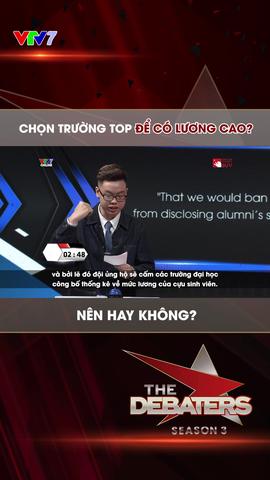 VTV7
CHỌN TRƯỜNG TOP ĐỂ CÓ LƯƠNG CAO?
VTV7
"That we would ban
from disclosing alumni's s
02:48
và bởi lẽ đó đội ủng hộ sẽ cấm các trường đại học
công bố thống kê về mức lương của cựu sinh viên.
NÊN HAY KHÔNG?
THE
DEBATERS
SEASON 3